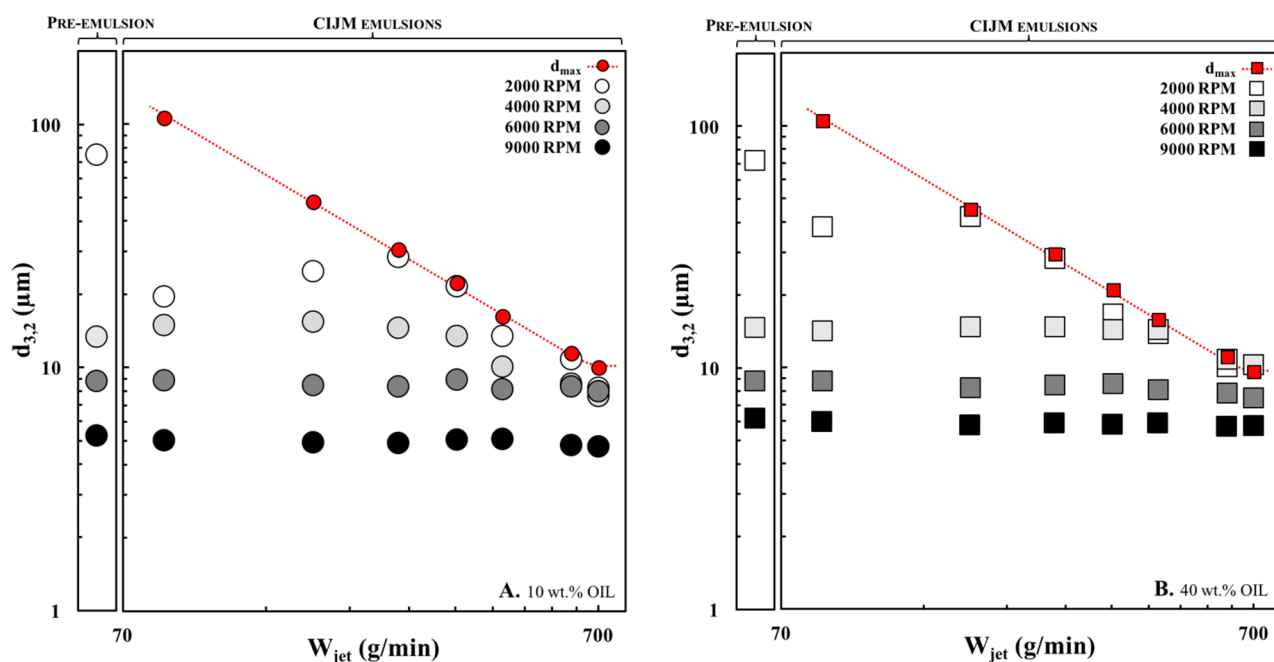 PRE-EMULSION
CIJM EMULSIONS
d3,2 (μm)
100
10
1
dmax
2000 RPM
4000 RPM
6000 RPM
9000 RPM
A. 10 wt.% OIL
70
700
Wjet (g/min)
PRE-EMULSION
CIJM EMULSIONS
d3,2 (μm)
100
10
1
dmax
2000 RPM
4000 RPM
6000 RPM
9000 RPM
B. 40 wt.% OIL
70
700
Wjet (g/min)